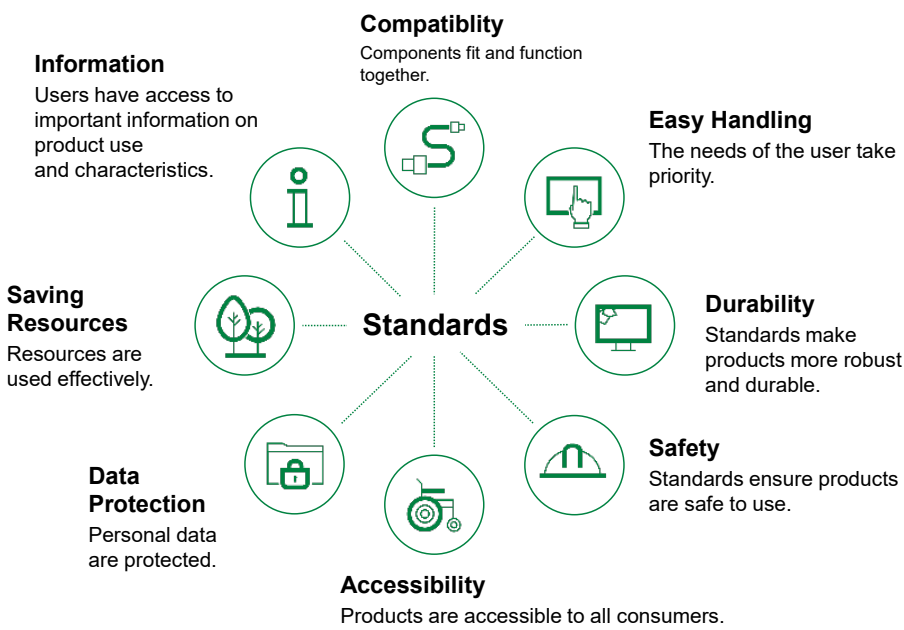 Compatiblity
Components fit and function
together.
Easy Handling
The needs of the user take
priority.
Durability
Standards make
products more robust
and durable.
Safety
Standards ensure products
are safe to use.
Accessibility
Products are accessible to all consumers.
Data
Protection
Personal data
are protected.
Saving
Resources
Resources are
used effectively.
Information
Users have access to
important information on
product use
and characteristics.
Standards